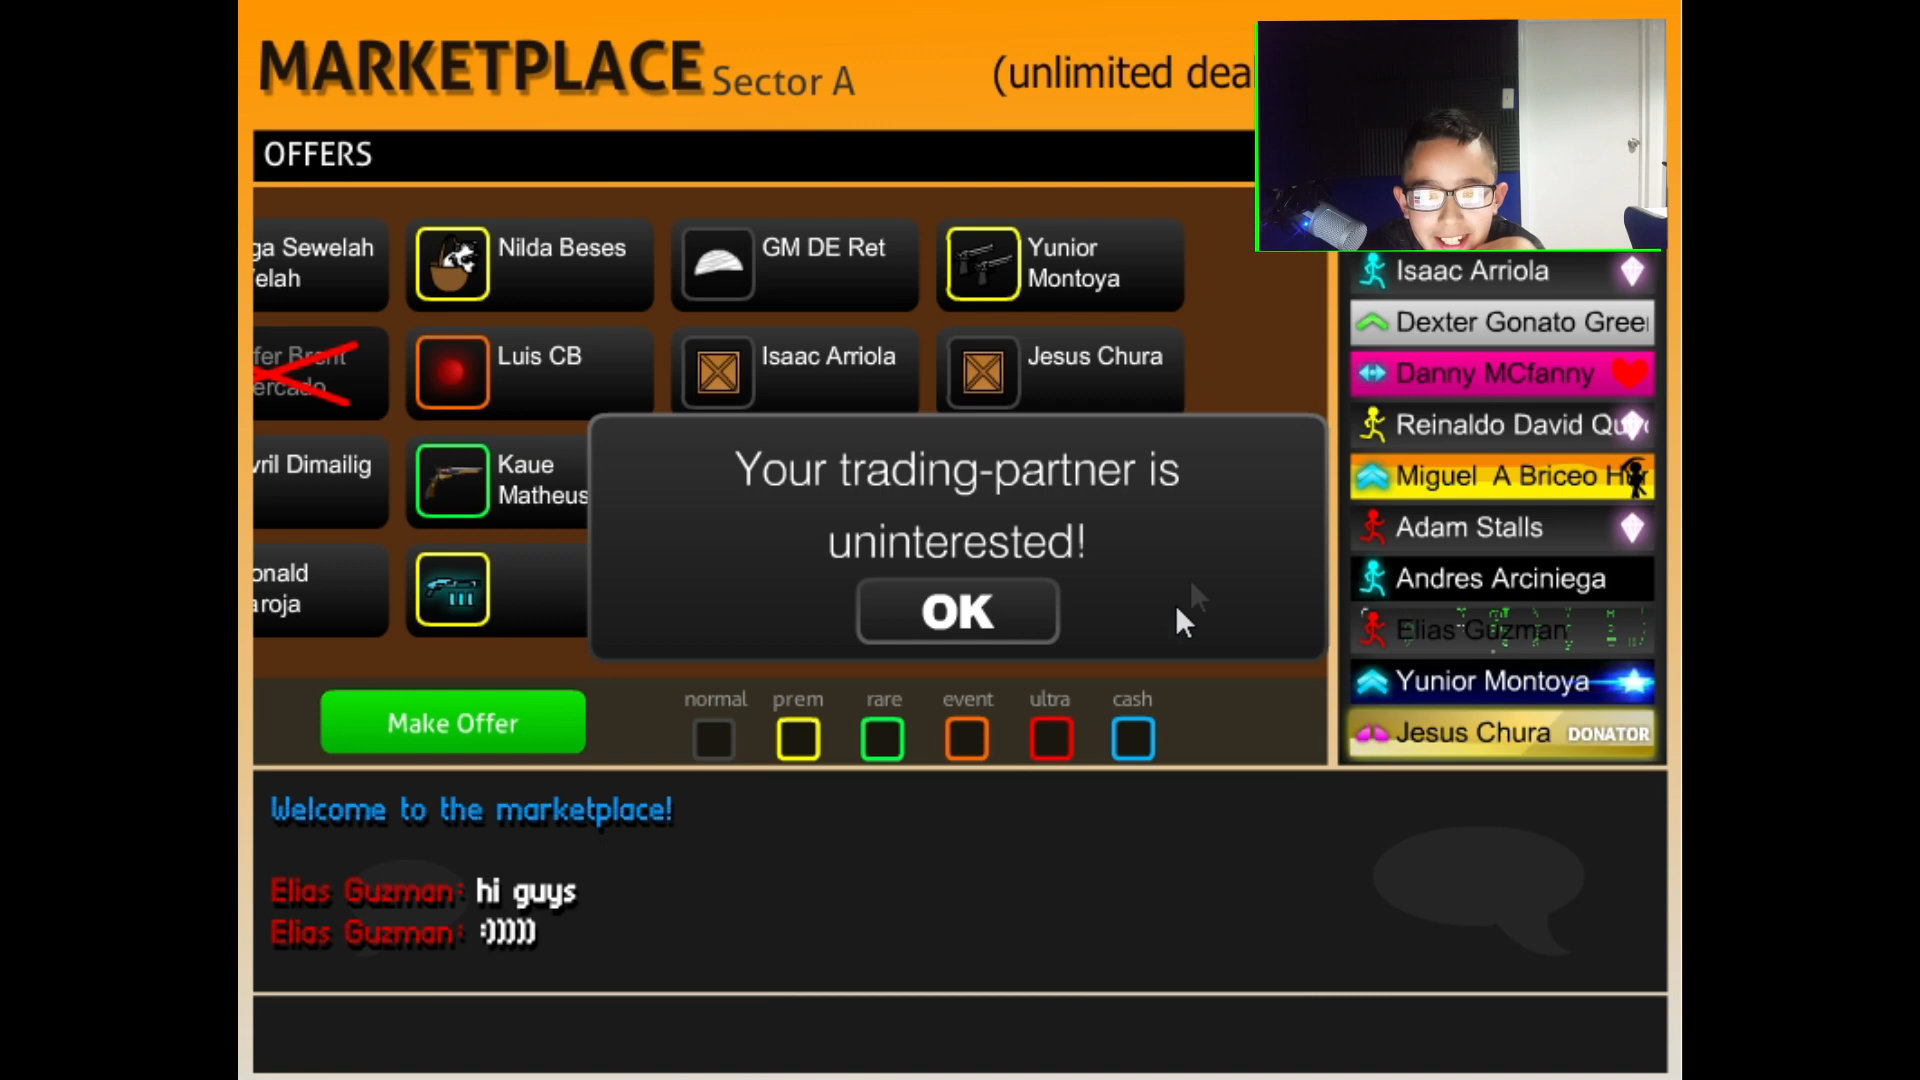 MARKETPLACE Sector A
(unlimited dea
OFFERS
ga Sewelah
elah
Nilda Beses
GM DE Ret
Yunior
Montoya
fer Brent
ercado
Luis CB
Isaac Arriola
Jesus Chura
vril Dimailig
Kaue
Matheus
onald
aroja
Your trading-partner is
uninterested!
OK
Make Offer
normal prem rare event ultra cash
Isaac Arriola
Dexter Gonato Gree
Danny MCfanny
Reinaldo David Qu
Miguel A Briceo H
Adam Stalls
Andres Arciniega
Elias Guzman
Yunior Montoya
Jesus Chura DONATOR
Welcome to the marketplace!
Elias Guzman: hi guys
Elias Guzman: :)))))